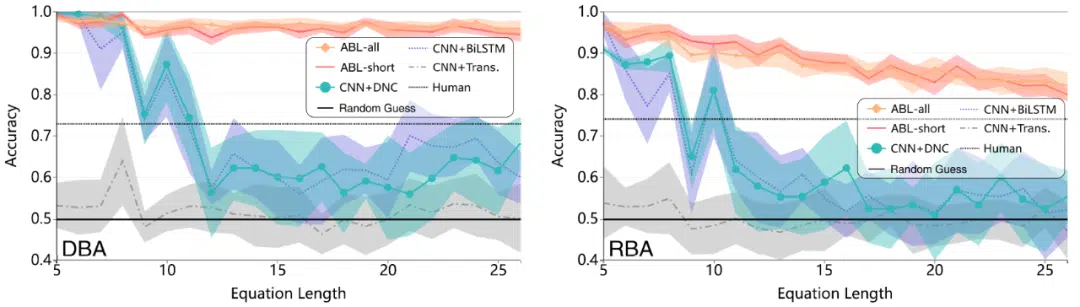 1.0
0.9
0.8
0.7
0.6
0.5
0.4
Accuracy
ABL-all
ABL-short
CNN+DNC
Random Guess
CNN+BiLSTM
CNN+Trans.
Human
DBA
5 10 15 20 25
Equation Length
1.0
0.9
0.8
0.7
0.6
0.5
0.4
Accuracy
ABL-all
ABL-short
CNN+DNC
Random Guess
CNN+BiLSTM
CNN+Trans.
Human
RBA
5 10 15 20 25
Equation Length